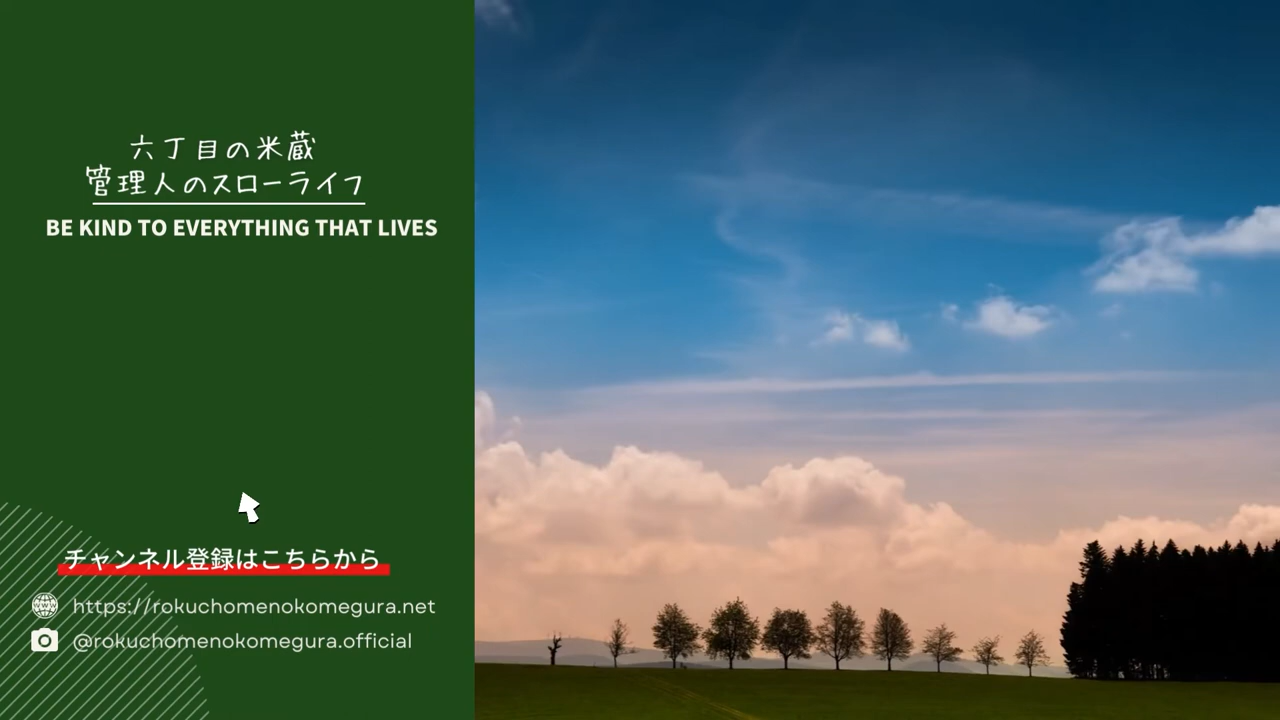 六丁目の米蔵
管理人のスローライフ
BE KIND TO EVERYTHING THAT LIVES
チャンネル登録はこちらから
https://rokuchomenokomegura.net
@rokuchomenokomegura.official